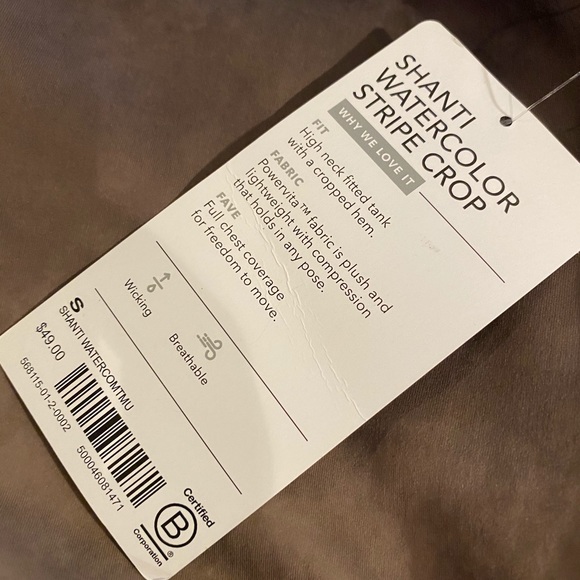 SHANTI
WATERCOLOR
STRIPE CROP
WHY WE LOVE IT
FIT
High neck fitted tank
with a cropped hem.
FABRIC
Powervita™ fabric is plush and
lightweight with compression
that holds in any pose.
FAVE
Full chest coverage
for freedom to move.
Wicking
Breathable
S
SHANTI WATERCOMTMU
$49.00
568115-01-2-0002
500046081471
Certified
B®
Corporation